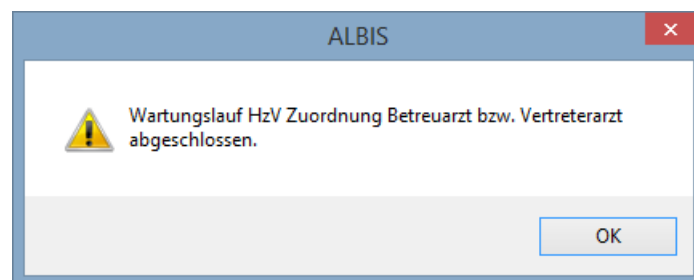 ALBIS
Wartungslauf HzV Zuordnung Betreuarzt bzw. Vertreterarzt
abgeschlossen.
OK